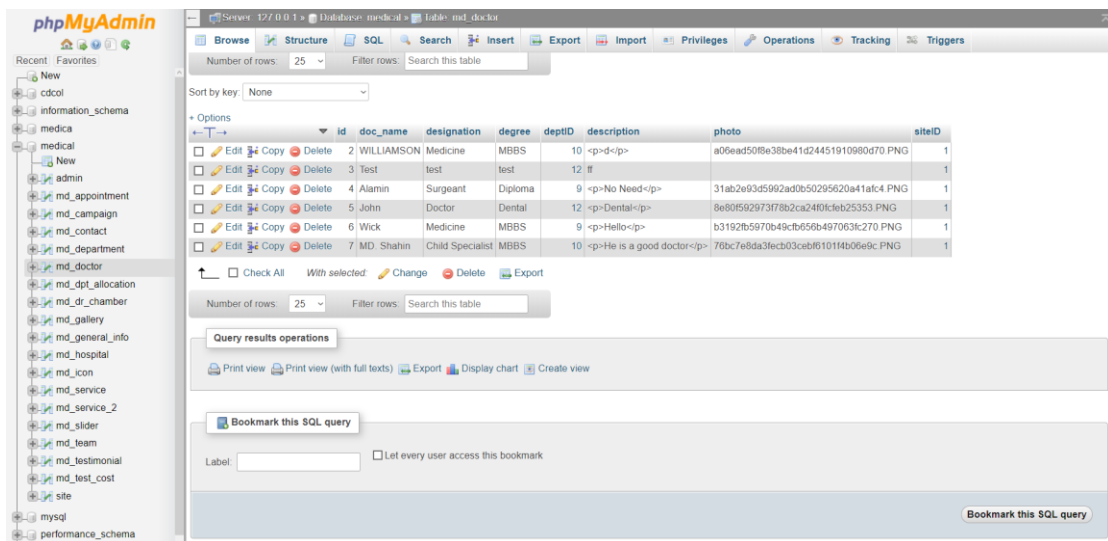 phpMyAdmin
Recent Favorites
New
cdcol
information_schema
medica
medical
New
admin
md_appointment
md_campaign
md_contact
md_department
md_doctor
md_dpt_allocation
md_dr_chamber
md_gallery
md_general_info
md_hospital
md_icon
md_service
md_service_2
md_slider
md_team
md_testimonial
md_test_cost
site
mysql
performance_schema
Server: 127.0.0.1 » Database: medical » Table: md_doctor
Browse Structure SQL Search Insert Export Import Privileges Operations Tracking Triggers
Number of rows: 25 Filter rows: Search this table
Sort by key: None
+ Options
←T→ id doc_name designation degree deptID description photo siteID
Edit Copy Delete 2 WILLIAMSON Medicine MBBS 10 <p>d</p> a06ead50f8e38be41d24451910980d70.PNG 1
Edit Copy Delete 3 Test test test 12 ff 1
Edit Copy Delete 4 Alamin Surgeant Diploma 9 <p>No Need</p> 31ab2e93d5992ad0b50295620a41afc4.PNG 1
Edit Copy Delete 5 John Doctor Dental 12 <p>Dental</p> 8e80f592973f78b2ca24f0fcfeb25353.PNG 1
Edit Copy Delete 6 Wick Medicine MBBS 9 <p>Hello</p> b3192fb5970b49cfb656b497063fc270.PNG 1
Edit Copy Delete 7 MD. Shahin Child Specialist MBBS 10 <p>He is a good doctor</p> 76bc7e8da3fecb03cebf6101f4b06e9c.PNG 1
Check All With selected: Change Delete Export
Number of rows: 25 Filter rows: Search this table
Query results operations
Print view Print view (with full texts) Export Display chart Create view
Bookmark this SQL query
Label: Let every user access this bookmark
Bookmark this SQL query